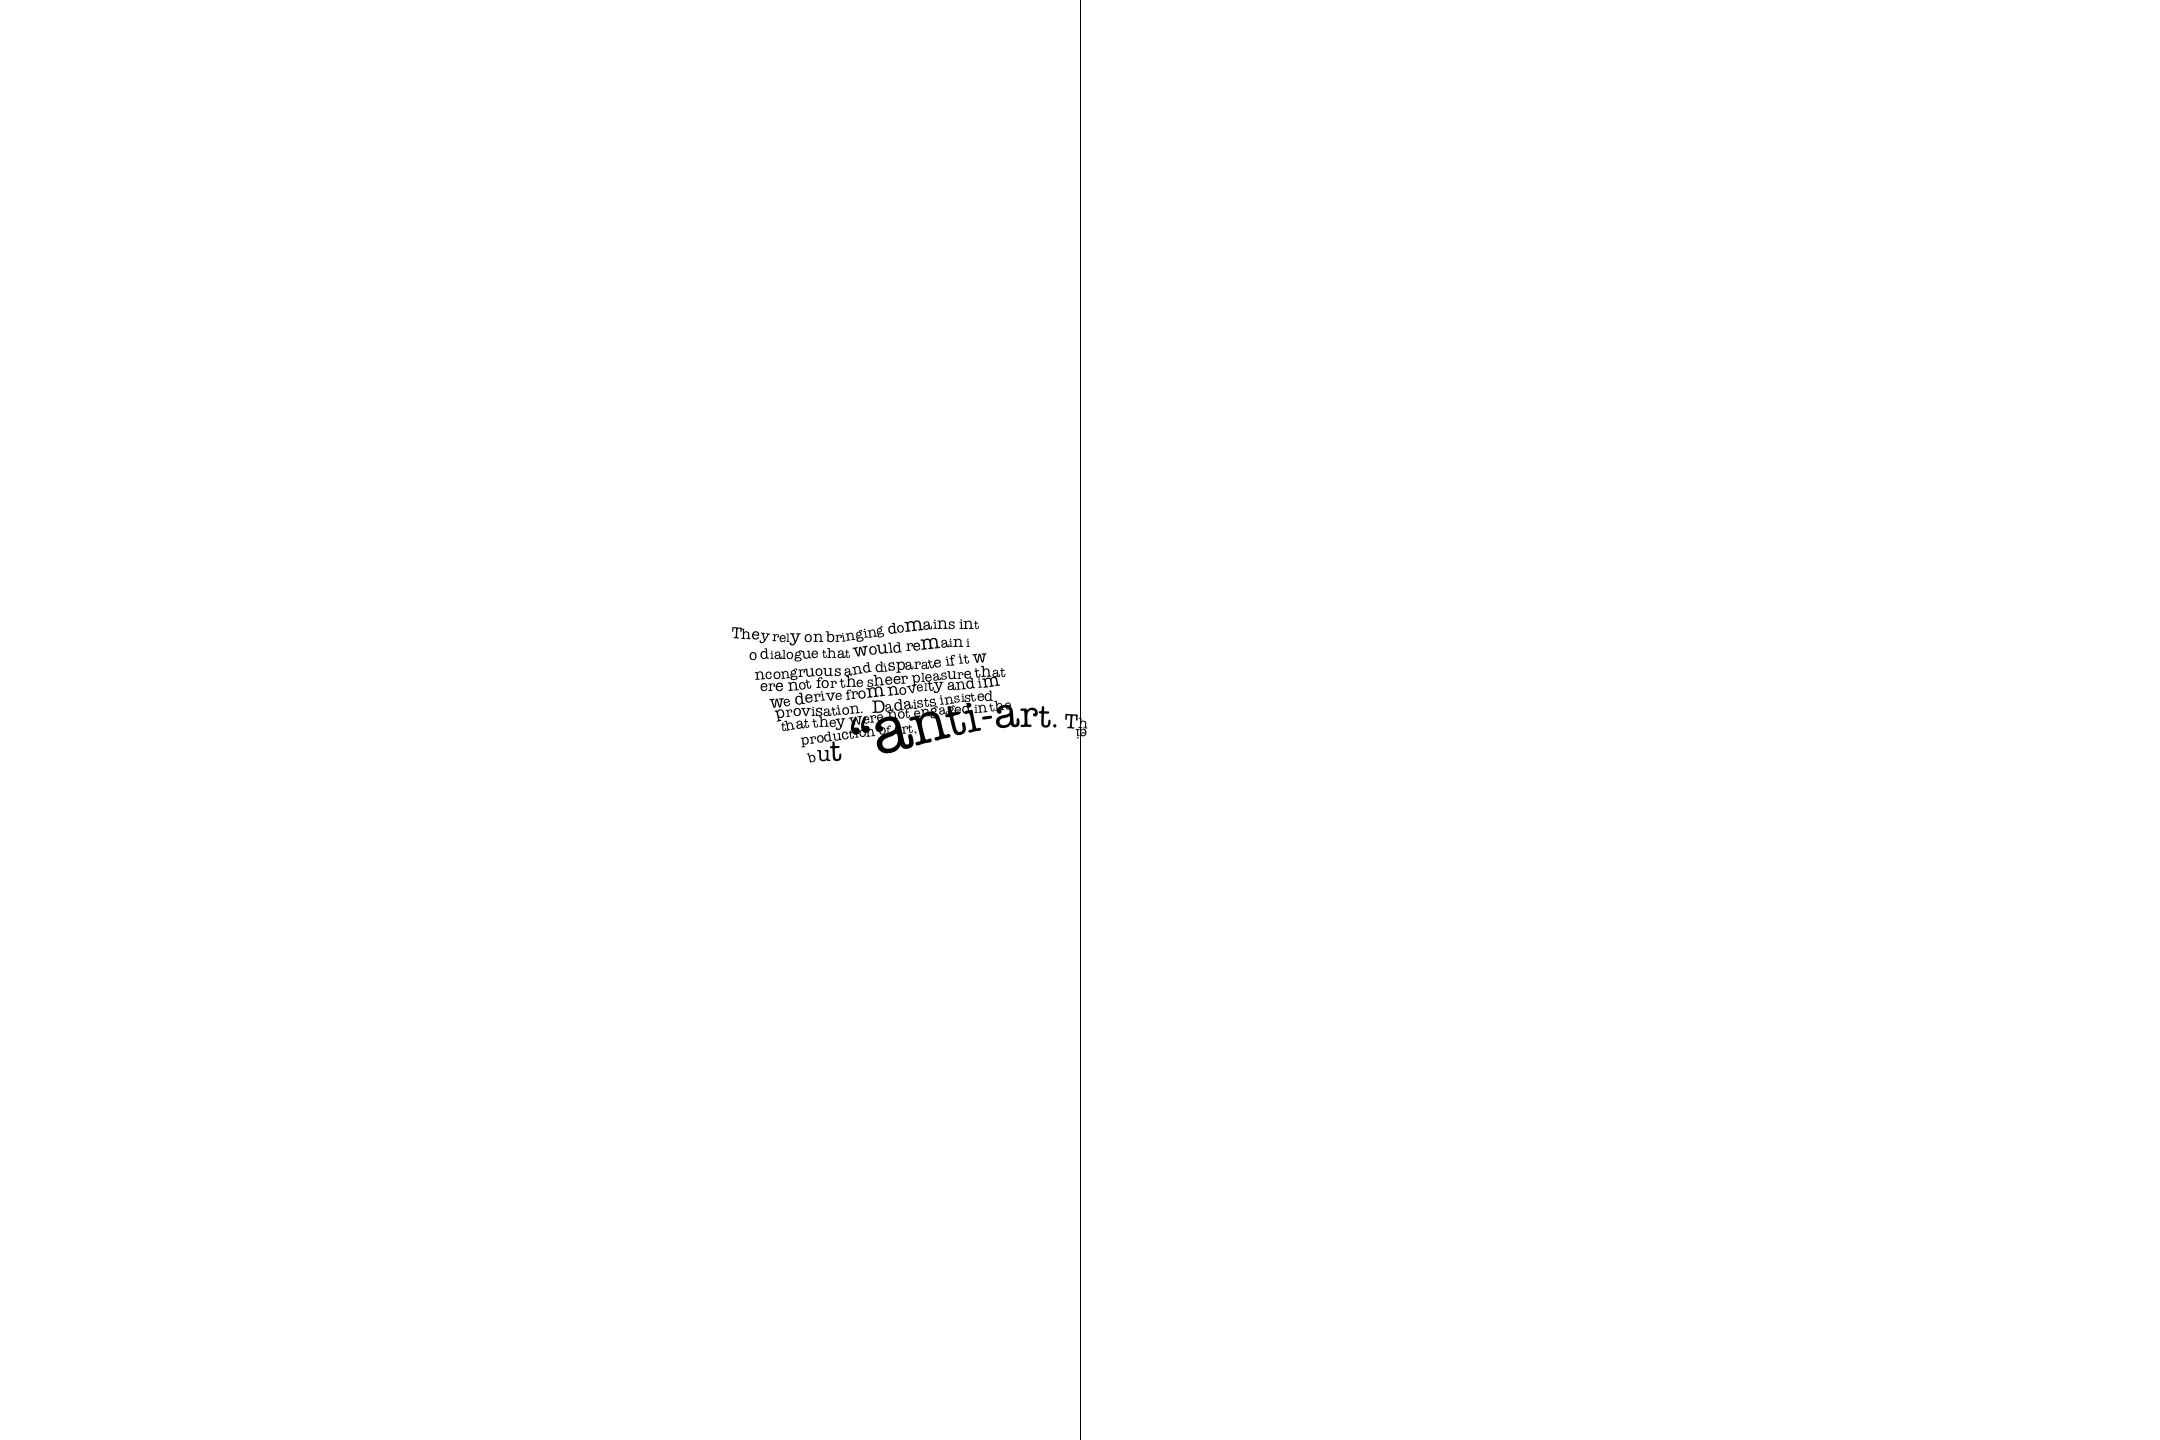 They rely on bringing domains int
o dialogue that would remain i
ncongruous and disparate if it w
ere not for the sheer pleasure that
we derive from novelty and im
provisation. Dadaists insisted
that they were not engaged in the
production of art,
but “anti-art. Th
ei